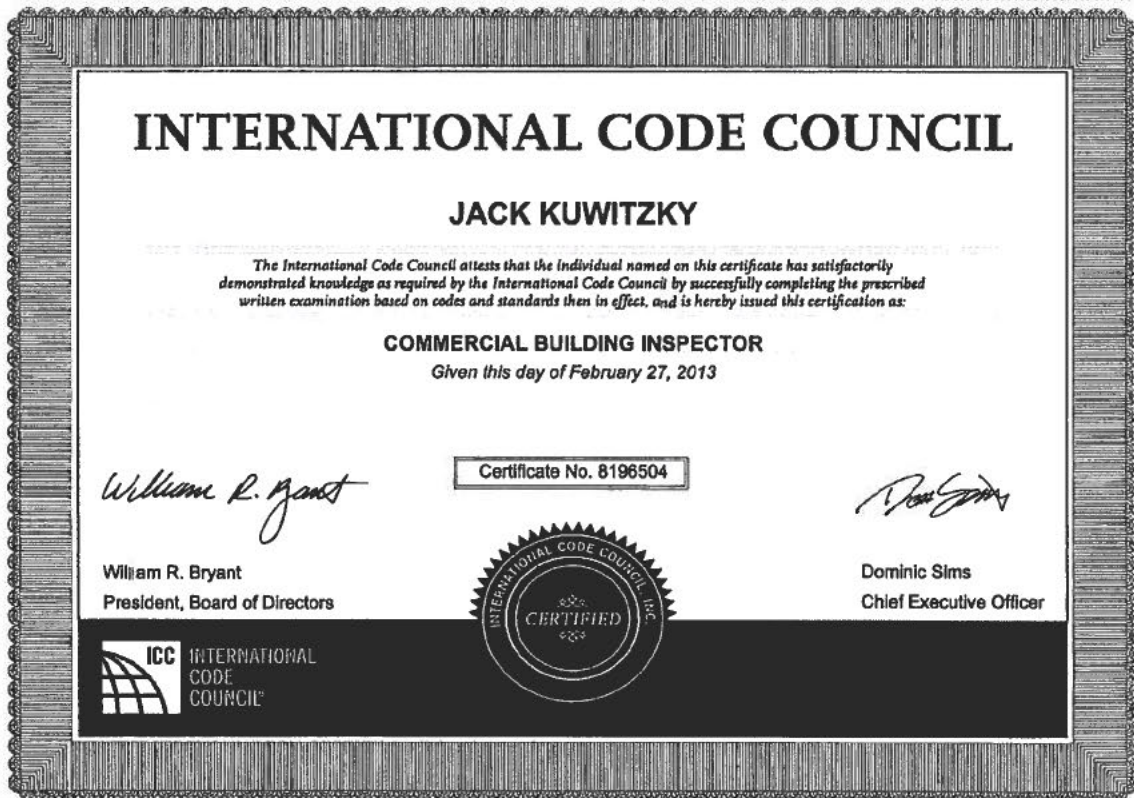 INTERNATIONAL CODE COUNCIL
JACK KUWITZKY
The International Code Council attests that the individual named on this certificate has satisfactorily
demonstrated knowledge as required by the International Code Council by successfully completing the prescribed
written examination based on codes and standards then in effect, and is hereby issued this certification as:
COMMERCIAL BUILDING INSPECTOR
Given this day of February 27, 2013
Certificate No. 8196504
William R. Bryant
William R. Bryant
President, Board of Directors
Dom Sims
Dominic Sims
Chief Executive Officer
INTERNATIONAL CODE COUNCIL, INC.
CERTIFIED
ICC INTERNATIONAL
CODE
COUNCIL